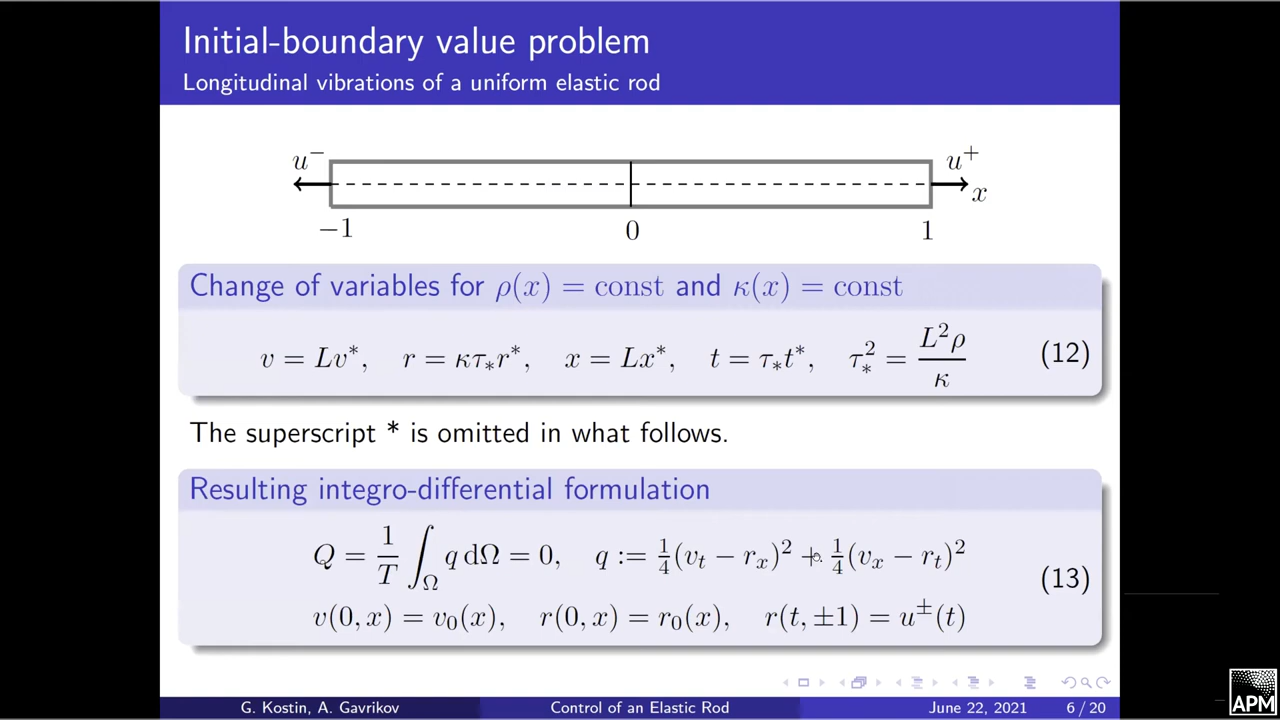 Initial-boundary value problem
Longitudinal vibrations of a uniform elastic rod
u⁻ u⁺
x
−1 0 1
Change of variables for ρ(x) = const and κ(x) = const
v = Lv*, r = κτ₊r*, x = Lx*, t = τ₊t*, τ₊² = L²ρ/κ (12)
The superscript * is omitted in what follows.
Resulting integro-differential formulation
Q = 1/T ∫_Ω q dΩ = 0, q := ¼(v_t − r_x)² + ¼(v_x − r_t)²
(13)
v(0, x) = v₀(x), r(0, x) = r₀(x), r(t, ±1) = u^±(t)
G. Kostin, A. Gavrikov Control of an Elastic Rod June 22, 2021 6 / 20
APM